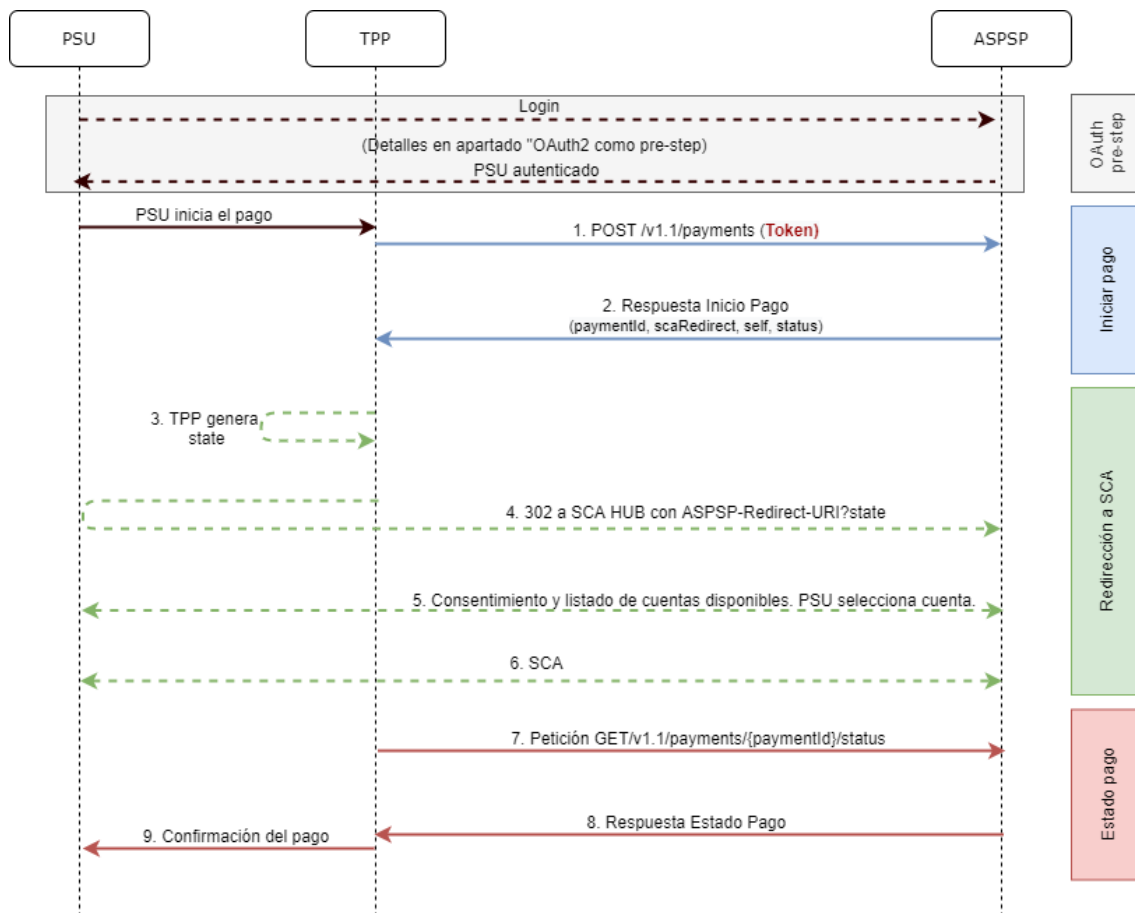 PSU
TPP
ASPSP
Login
(Detalles en apartado "OAuth2 como pre-step)
PSU autenticado
OAuth
pre-step
PSU inicia el pago
1. POST /v1.1/payments (Token)
2. Respuesta Inicio Pago
(paymentId, scaRedirect, self, status)
Iniciar pago
3. TPP genera
state
4. 302 a SCA HUB con ASPSP-Redirect-URI?state
5. Consentimiento y listado de cuentas disponibles. PSU selecciona cuenta.
6. SCA
Redirección a SCA
7. Petición GET/v1.1/payments/{paymentId}/status
8. Respuesta Estado Pago
9. Confirmación del pago
Estado pago